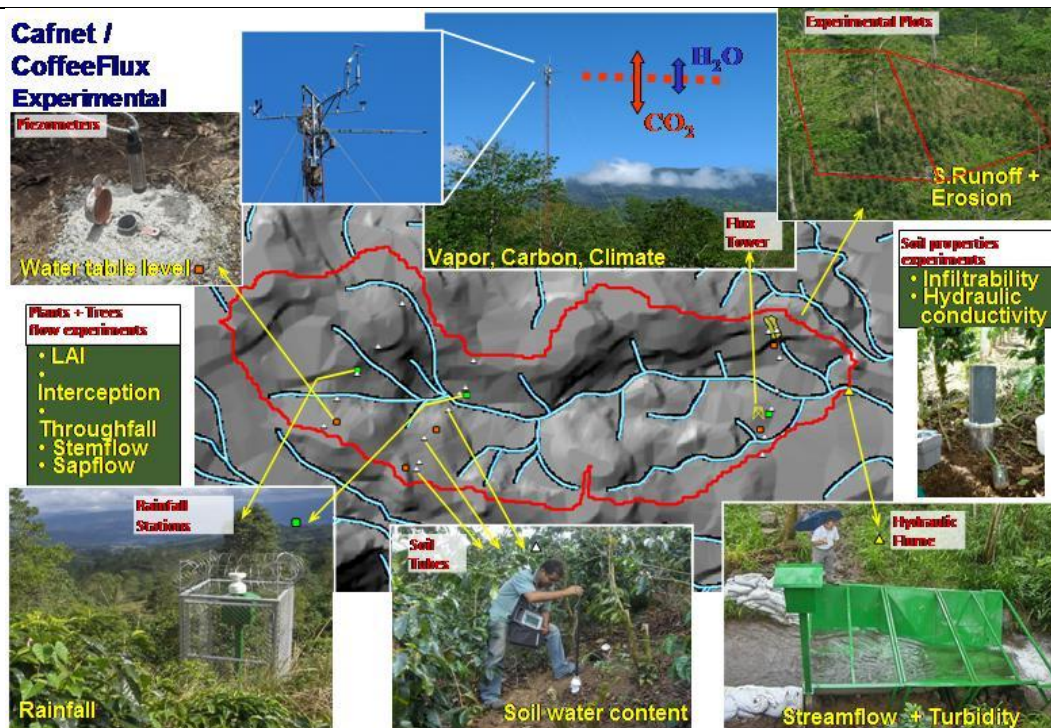 Cafnet /
CoffeeFlux
Experimental
Piezometers
Water table level
H₂O
CO₂
Vapor, Carbon, Climate
Flux
Tower
Experimental Plots
S.Runoff +
Erosion
Soil properties
experiments
• Infiltrability
• Hydraulic
conductivity
Plants + Trees
flow experiments
• LAI
•
Interception
•
Throughfall
• Stemflow
• Sapflow
Rainfall
Stations
Rainfall
Soil
Tubes
Soil water content
Hydraulic
Flume
Streamflow + Turbidity